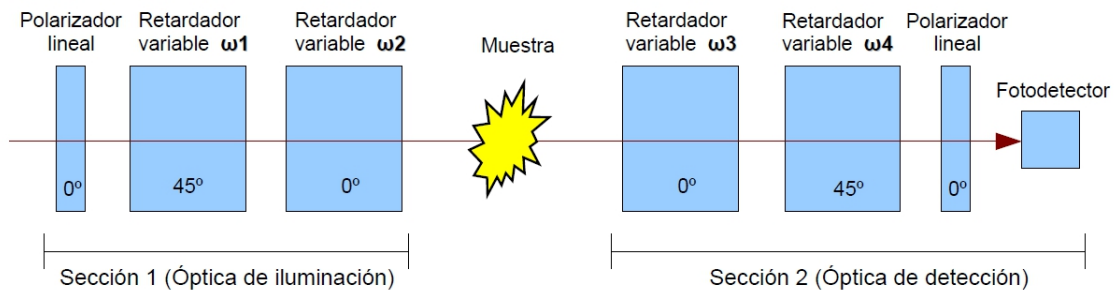 Polarizador
lineal
Retardador
variable ω1
Retardador
variable ω2
Muestra
Retardador
variable ω3
Retardador
variable ω4
Polarizador
lineal
Fotodetector
0º
45º
0º
0º
45º
0º
Sección 1 (Óptica de iluminación)
Sección 2 (Óptica de detección)